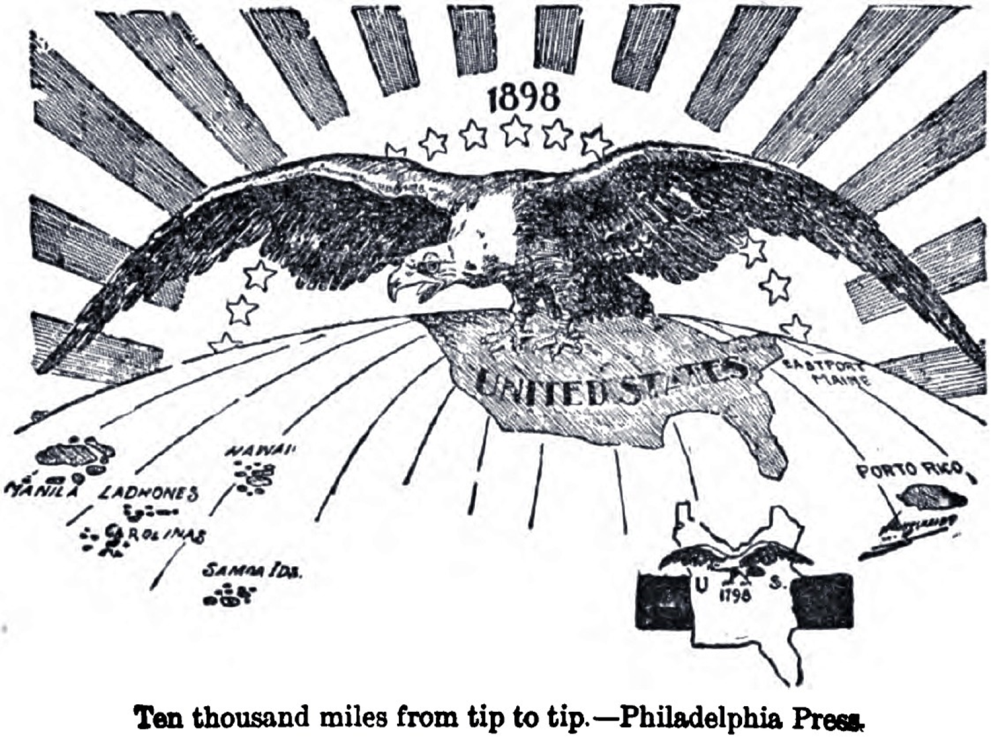 1898
UNITED STATES
EASTPORT
MAINE
HAWAII
MANILA
LADRONES
CAROLINAS
SAMOA IDS.
PORTO RICO
U S.
1798
Ten thousand miles from tip to tip.—Philadelphia Press.